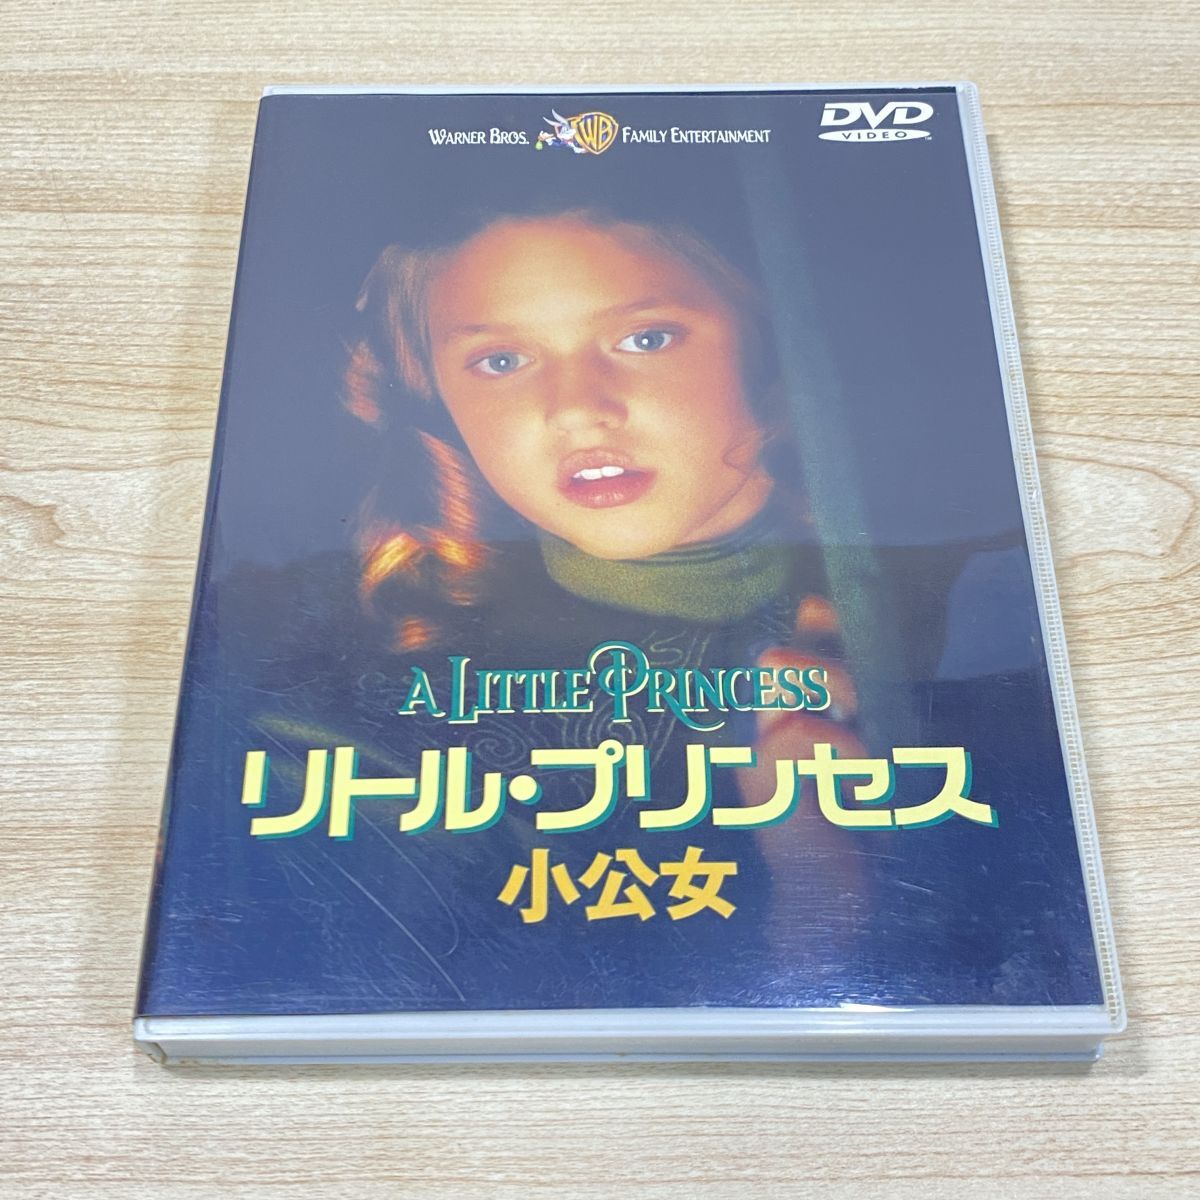 WARNER BROS. WB FAMILY ENTERTAINMENT
DVD
VIDEO
A LITTLE PRINCESS
リトル・プリンセス
小公女